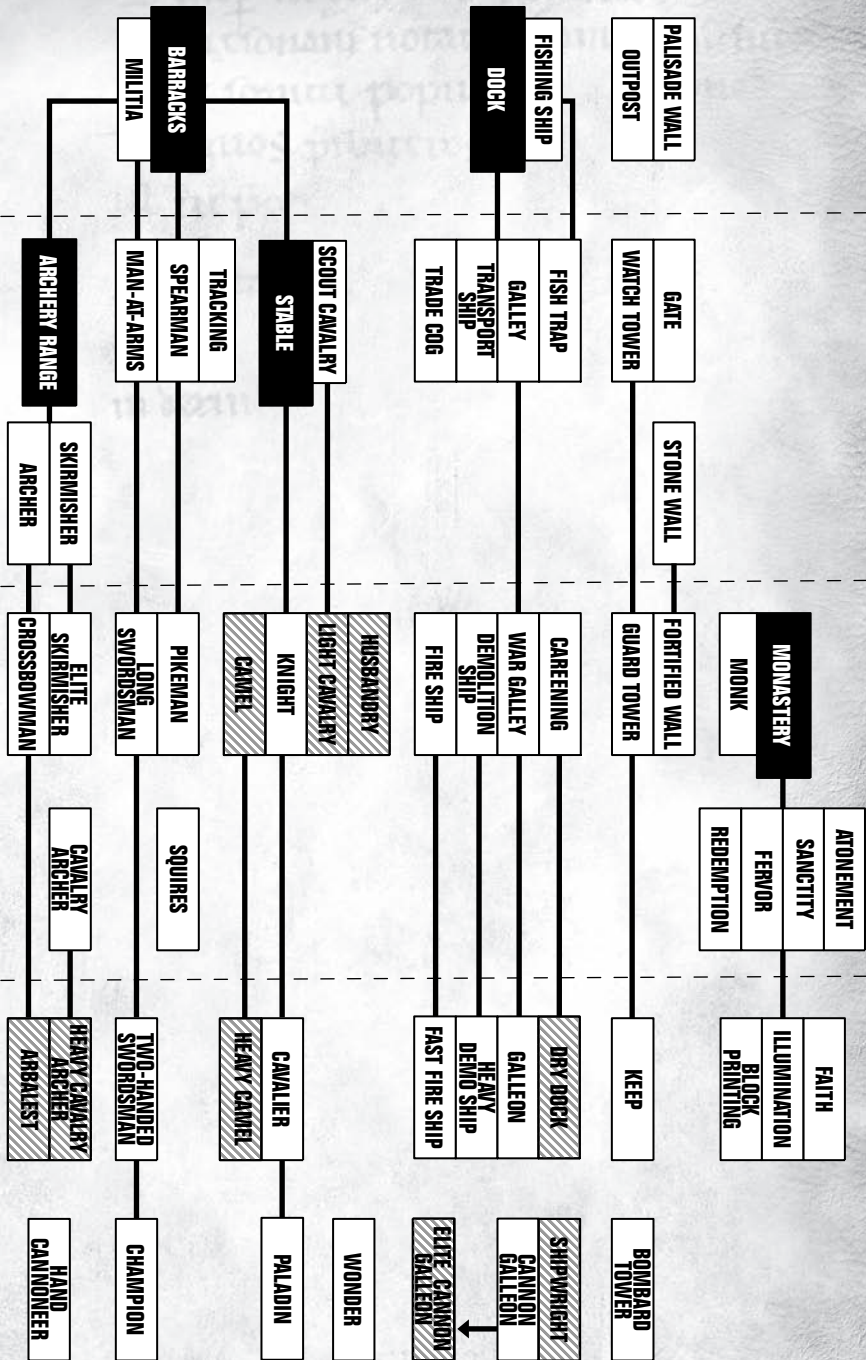 MONASTERY
MONK
ATONEMENT
SANCTITY
FERVOR
REDEMPTION
FAITH
ILLUMINATION
BLOCK
PRINTING
PALISADE WALL
OUTPOST
GATE
WATCH TOWER
STONE WALL
FORTIFIED WALL
GUARD TOWER
KEEP
BOMBARD
TOWER
FISHING SHIP
DOCK
FISH TRAP
GALLEY
TRANSPORT
SHIP
TRADE COG
CAREENING
WAR GALLEY
DEMOLITION
SHIP
FIRE SHIP
DRY DOCK
GALLEON
HEAVY
DEMO SHIP
FAST FIRE SHIP
SHIPWRIGHT
CANNON
GALLEON
ELITE CANNON
GALLEON
WONDER
SCOUT CAVALRY
STABLE
HUSBANDRY
LIGHT CAVALRY
KNIGHT
CAMEL
CAVALIER
HEAVY CAMEL
PALADIN
BARRACKS
MILITIA
TRACKING
SPEARMAN
MAN-AT-ARMS
PIKEMAN
LONG
SWORDSMAN
SQUIRES
TWO-HANDED
SWORDSMAN
CHAMPION
ARCHERY RANGE
SKIRMISHER
ARCHER
ELITE
SKIRMISHER
CROSSBOWMAN
CAVALRY
ARCHER
HEAVY CAVALRY
ARCHER
ARBALEST
HAND
CANNONEER